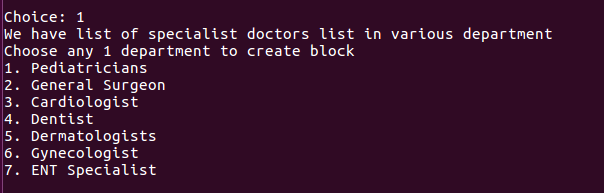 Choice: 1
We have list of specialist doctors list in various department
Choose any 1 department to create block
1. Pediatricians
2. General Surgeon
3. Cardiologist
4. Dentist
5. Dermatologists
6. Gynecologist
7. ENT Specialist